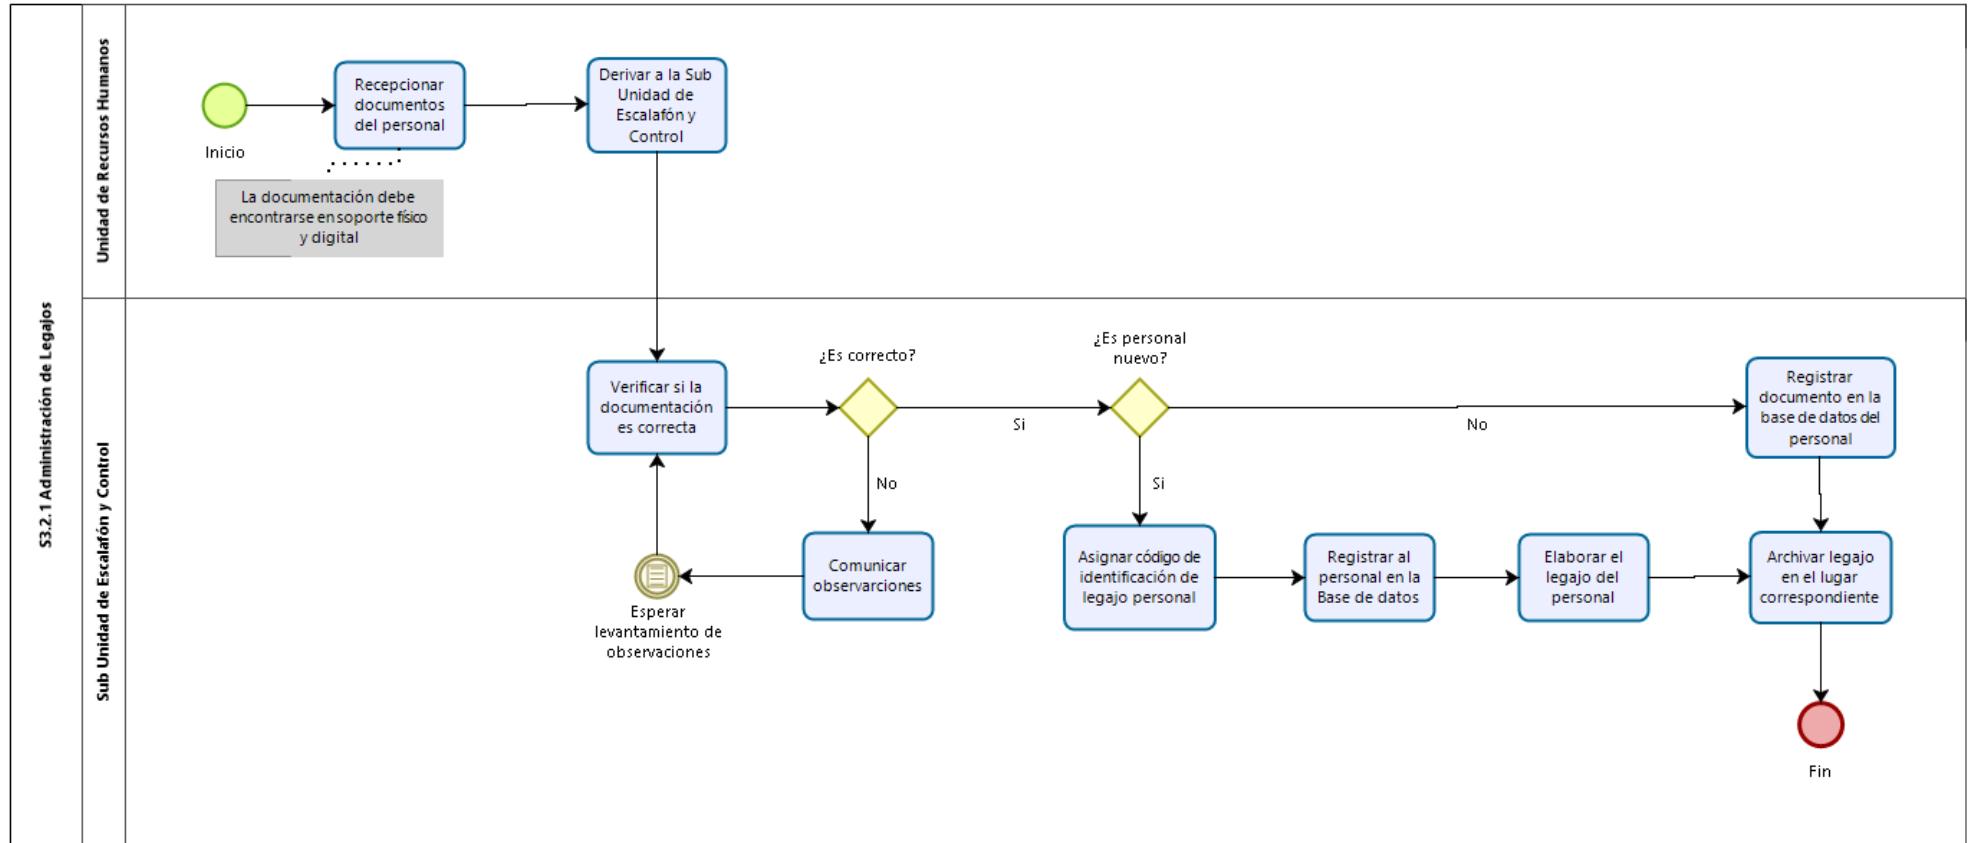 S3.2.1 Administración de Legajos
Unidad de Recursos Humanos
Inicio
Recepcionar
documentos
del personal
La documentación debe
encontrarse en soporte físico
y digital
Derivar a la Sub
Unidad de
Escalafón y
Control
Sub Unidad de Escalafón y Control
Verificar si la
documentación
es correcta
¿Es correcto?
Si
No
Comunicar
observarciones
Esperar
levantamiento de
observaciones
¿Es personal
nuevo?
No
Si
Asignar código de
identificación de
legajo personal
Registrar al
personal en la
Base de datos
Elaborar el
legajo del
personal
Registrar
documento en la
base de datos del
personal
Archivar legajo
en el lugar
correspondiente
Fin